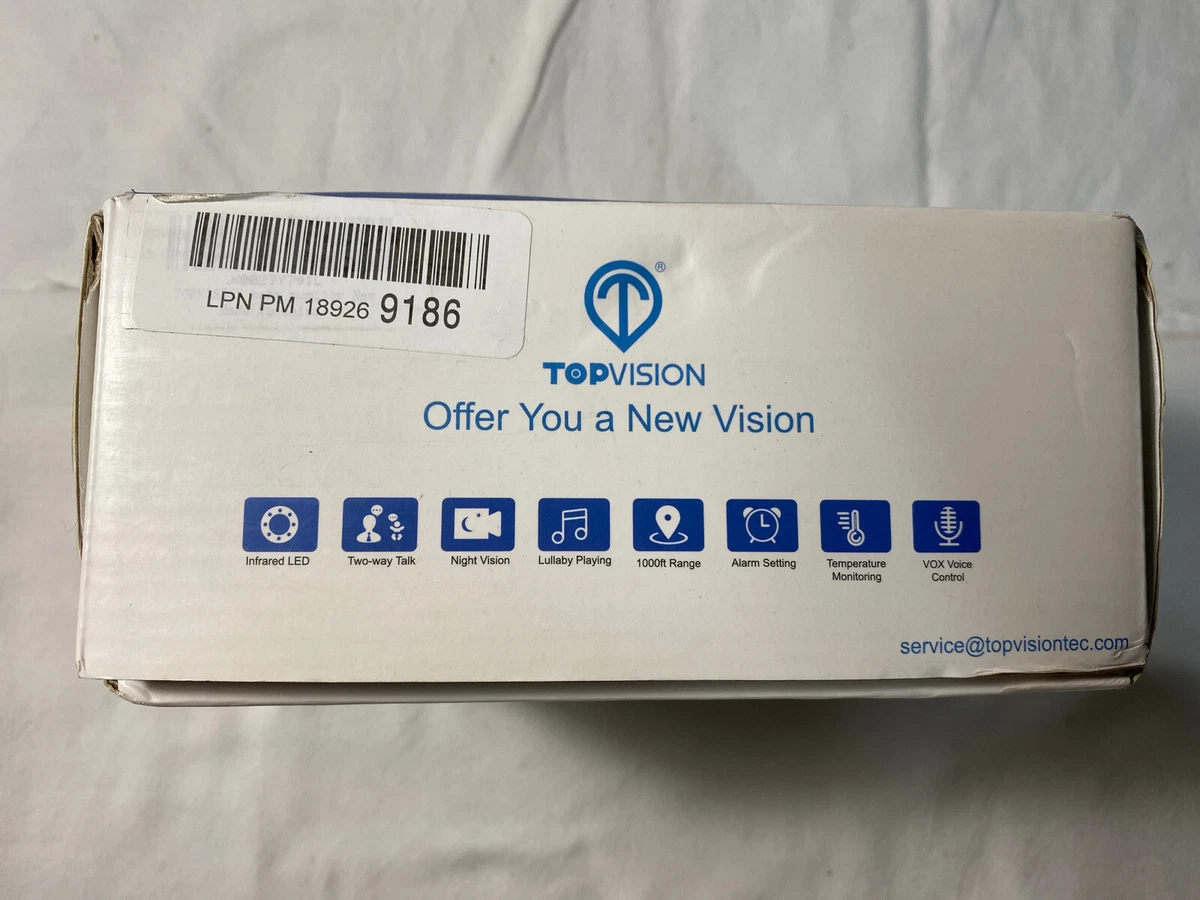 LPN PM 18926 9186
®
TOPVISION
Offer You a New Vision
Infrared LED
Two-way Talk
Night Vision
Lullaby Playing
1000ft Range
Alarm Setting
Temperature
Monitoring
VOX Voice
Control
service@topvisiontec.com